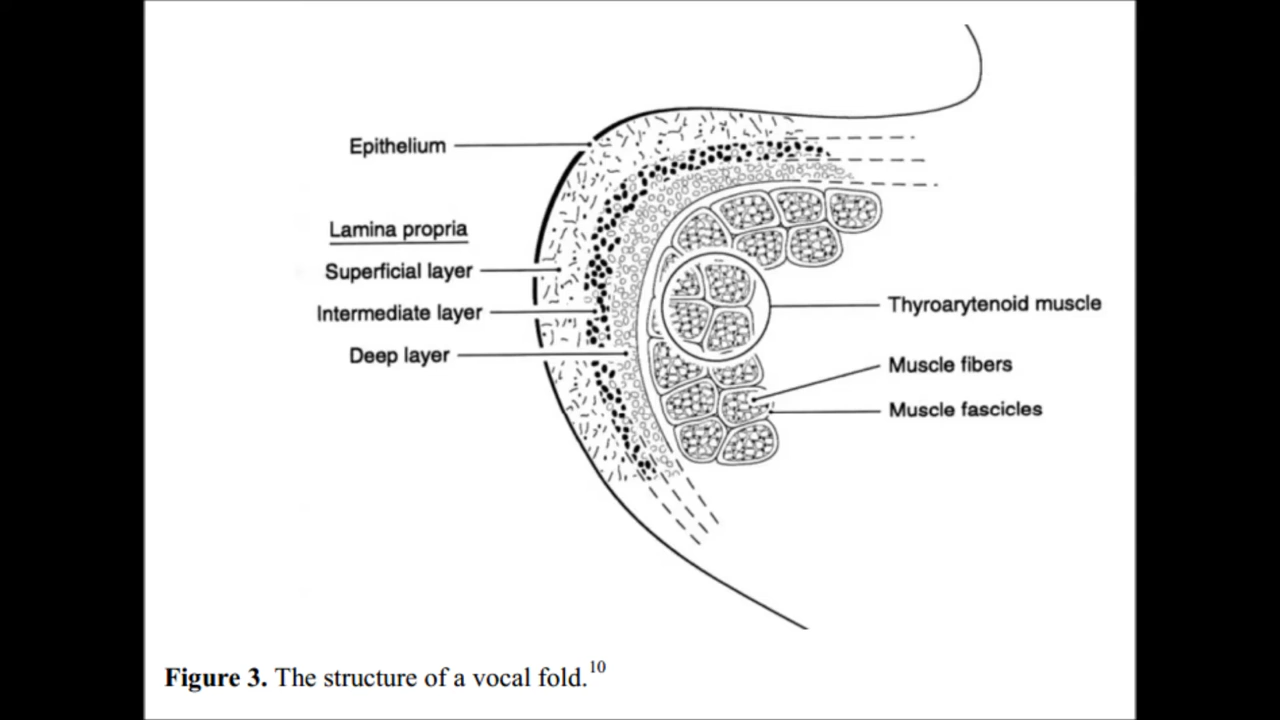 Epithelium
Lamina propria
Superficial layer
Intermediate layer
Deep layer
Thyroarytenoid muscle
Muscle fibers
Muscle fascicles
Figure 3. The structure of a vocal fold.10